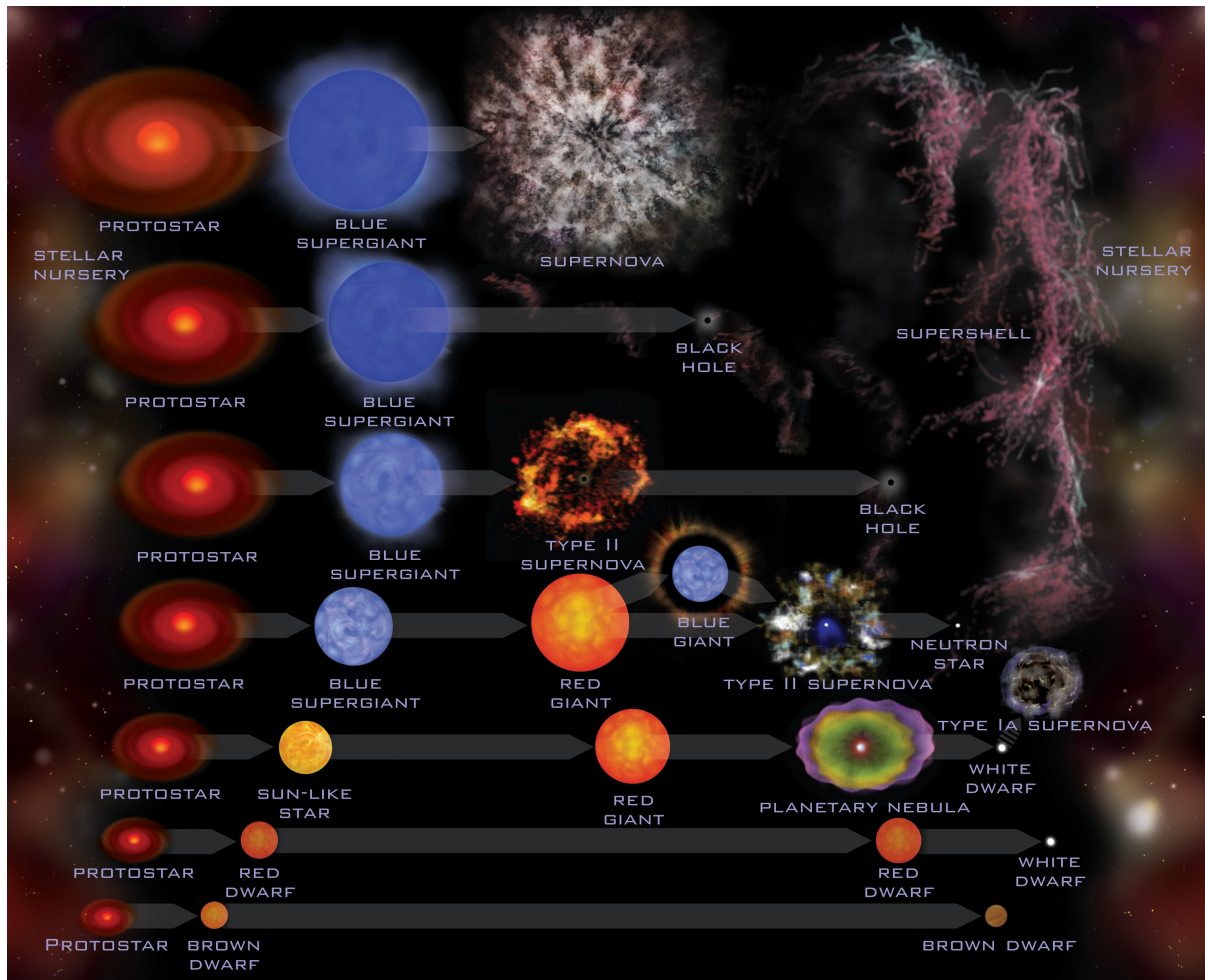 PROTOSTAR
BLUE
SUPERGIANT
SUPERNOVA
STELLAR
NURSERY
STELLAR
NURSERY
PROTOSTAR
BLUE
SUPERGIANT
BLACK
HOLE
SUPERSHELL
PROTOSTAR
BLUE
SUPERGIANT
TYPE II
SUPERNOVA
BLACK
HOLE
PROTOSTAR
BLUE
SUPERGIANT
RED
GIANT
BLUE
GIANT
TYPE II SUPERNOVA
NEUTRON
STAR
TYPE IA SUPERNOVA
PROTOSTAR
SUN-LIKE
STAR
RED
GIANT
PLANETARY NEBULA
WHITE
DWARF
PROTOSTAR
RED
DWARF
RED
DWARF
WHITE
DWARF
PROTOSTAR
BROWN
DWARF
BROWN DWARF